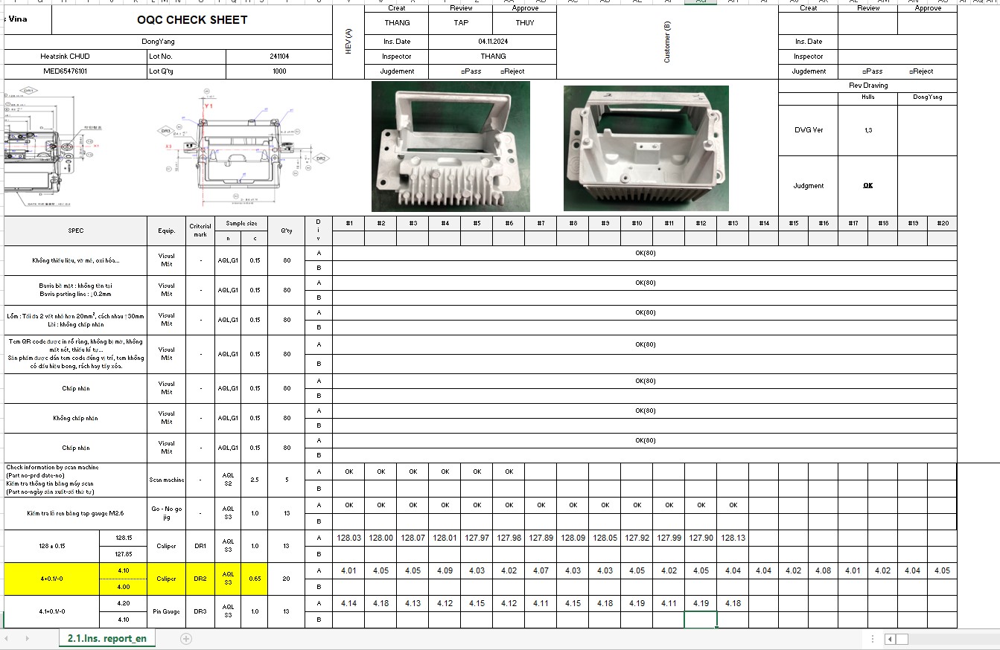 s Vina
OQC CHECK SHEET
HEV(A)
Creat Review Approve
THANG TAP THUY
Ins. Date 04.11.2024
Inspector THANG
Jugdement □Pass □Reject
Customer (B)
Creat Review Approve
Ins. Date
Inspector
Jugdement □Pass □Reject
DongYang
Heatsink CHUD Lot No. 241104
MED65476101 Lot Q'ty 1000
DR1
Y1
DR3
X3
X1
DR2
Rev Drawing
Halla DongYang
DWG Ver 1,3
Judgment OK
SPEC Equip. Criterial mark Sample size n c Q'ty Div #1 #2 #3 #4 #5 #6 #7 #8 #9 #10 #11 #12 #13 #14 #15 #16 #17 #18 #19 #20
Không thiếu liệu, vỡ mẻ, oxi hóa... Visual Mắt - AQL,G1 0.15 80 A OK(80)
B
Bavia bề mặt : không tồn tại
Bavia parting line : ↓0.2mm Visual Mắt - AQL,G1 0.15 80 A OK(80)
B
Lồm : Tối đa 2 vết nhỏ hơn 20mm², cách nhau ↑30mm
Lồi : không chấp nhận Visual Mắt - AQL,G1 0.15 80 A OK(80)
B
Tem QR code được in rõ ràng, không bị mờ, không
mất nét, thiếu kí tự...
Sản phẩm được dán tem code đúng vị trí, tem không
có dấu hiệu bong, rách hay tẩy xóa. Visual Mắt - AQL,G1 0.15 80 A OK(80)
B
Chấp nhận Visual Mắt - AQL,G1 0.15 80 A OK(80)
B
Không chấp nhận Visual Mắt - AQL,G1 0.15 80 A OK(80)
B
Chấp nhận Visual Mắt - AQL,G1 0.15 80 A OK(80)
B
Check information by scan machine
(Part no-prd date-no)
Kiểm tra thông tin bằng máy scan
(Part no-ngày sản xuất-số thứ tự) Scan machine - AQL S2 2.5 5 A OK OK OK OK OK OK
B
Kiểm tra lỗ ren bằng tap gauge M2.6 Go - No go jig - AQL S3 1.0 13 A OK OK OK OK OK OK OK OK OK OK OK OK OK
B
128 ± 0.15 128.15 127.85 Caliper DR1 AQL S3 1.0 13 A 128.03 128.00 128.07 128.01 127.97 127.98 127.89 128.09 128.05 127.92 127.99 127.90 128.13
B
4+0.1/-0 4.10 4.00 Caliper DR2 AQL S3 0.65 20 A 4.01 4.05 4.05 4.09 4.03 4.02 4.07 4.03 4.03 4.05 4.02 4.05 4.04 4.04 4.02 4.08 4.01 4.02 4.04 4.05
B
4.1+0.1/-0 4.20 4.10 Pin Gauge DR3 AQL S3 1.0 13 A 4.14 4.18 4.13 4.12 4.15 4.12 4.11 4.15 4.18 4.19 4.11 4.19 4.18
B
2.1.Ins. report_en